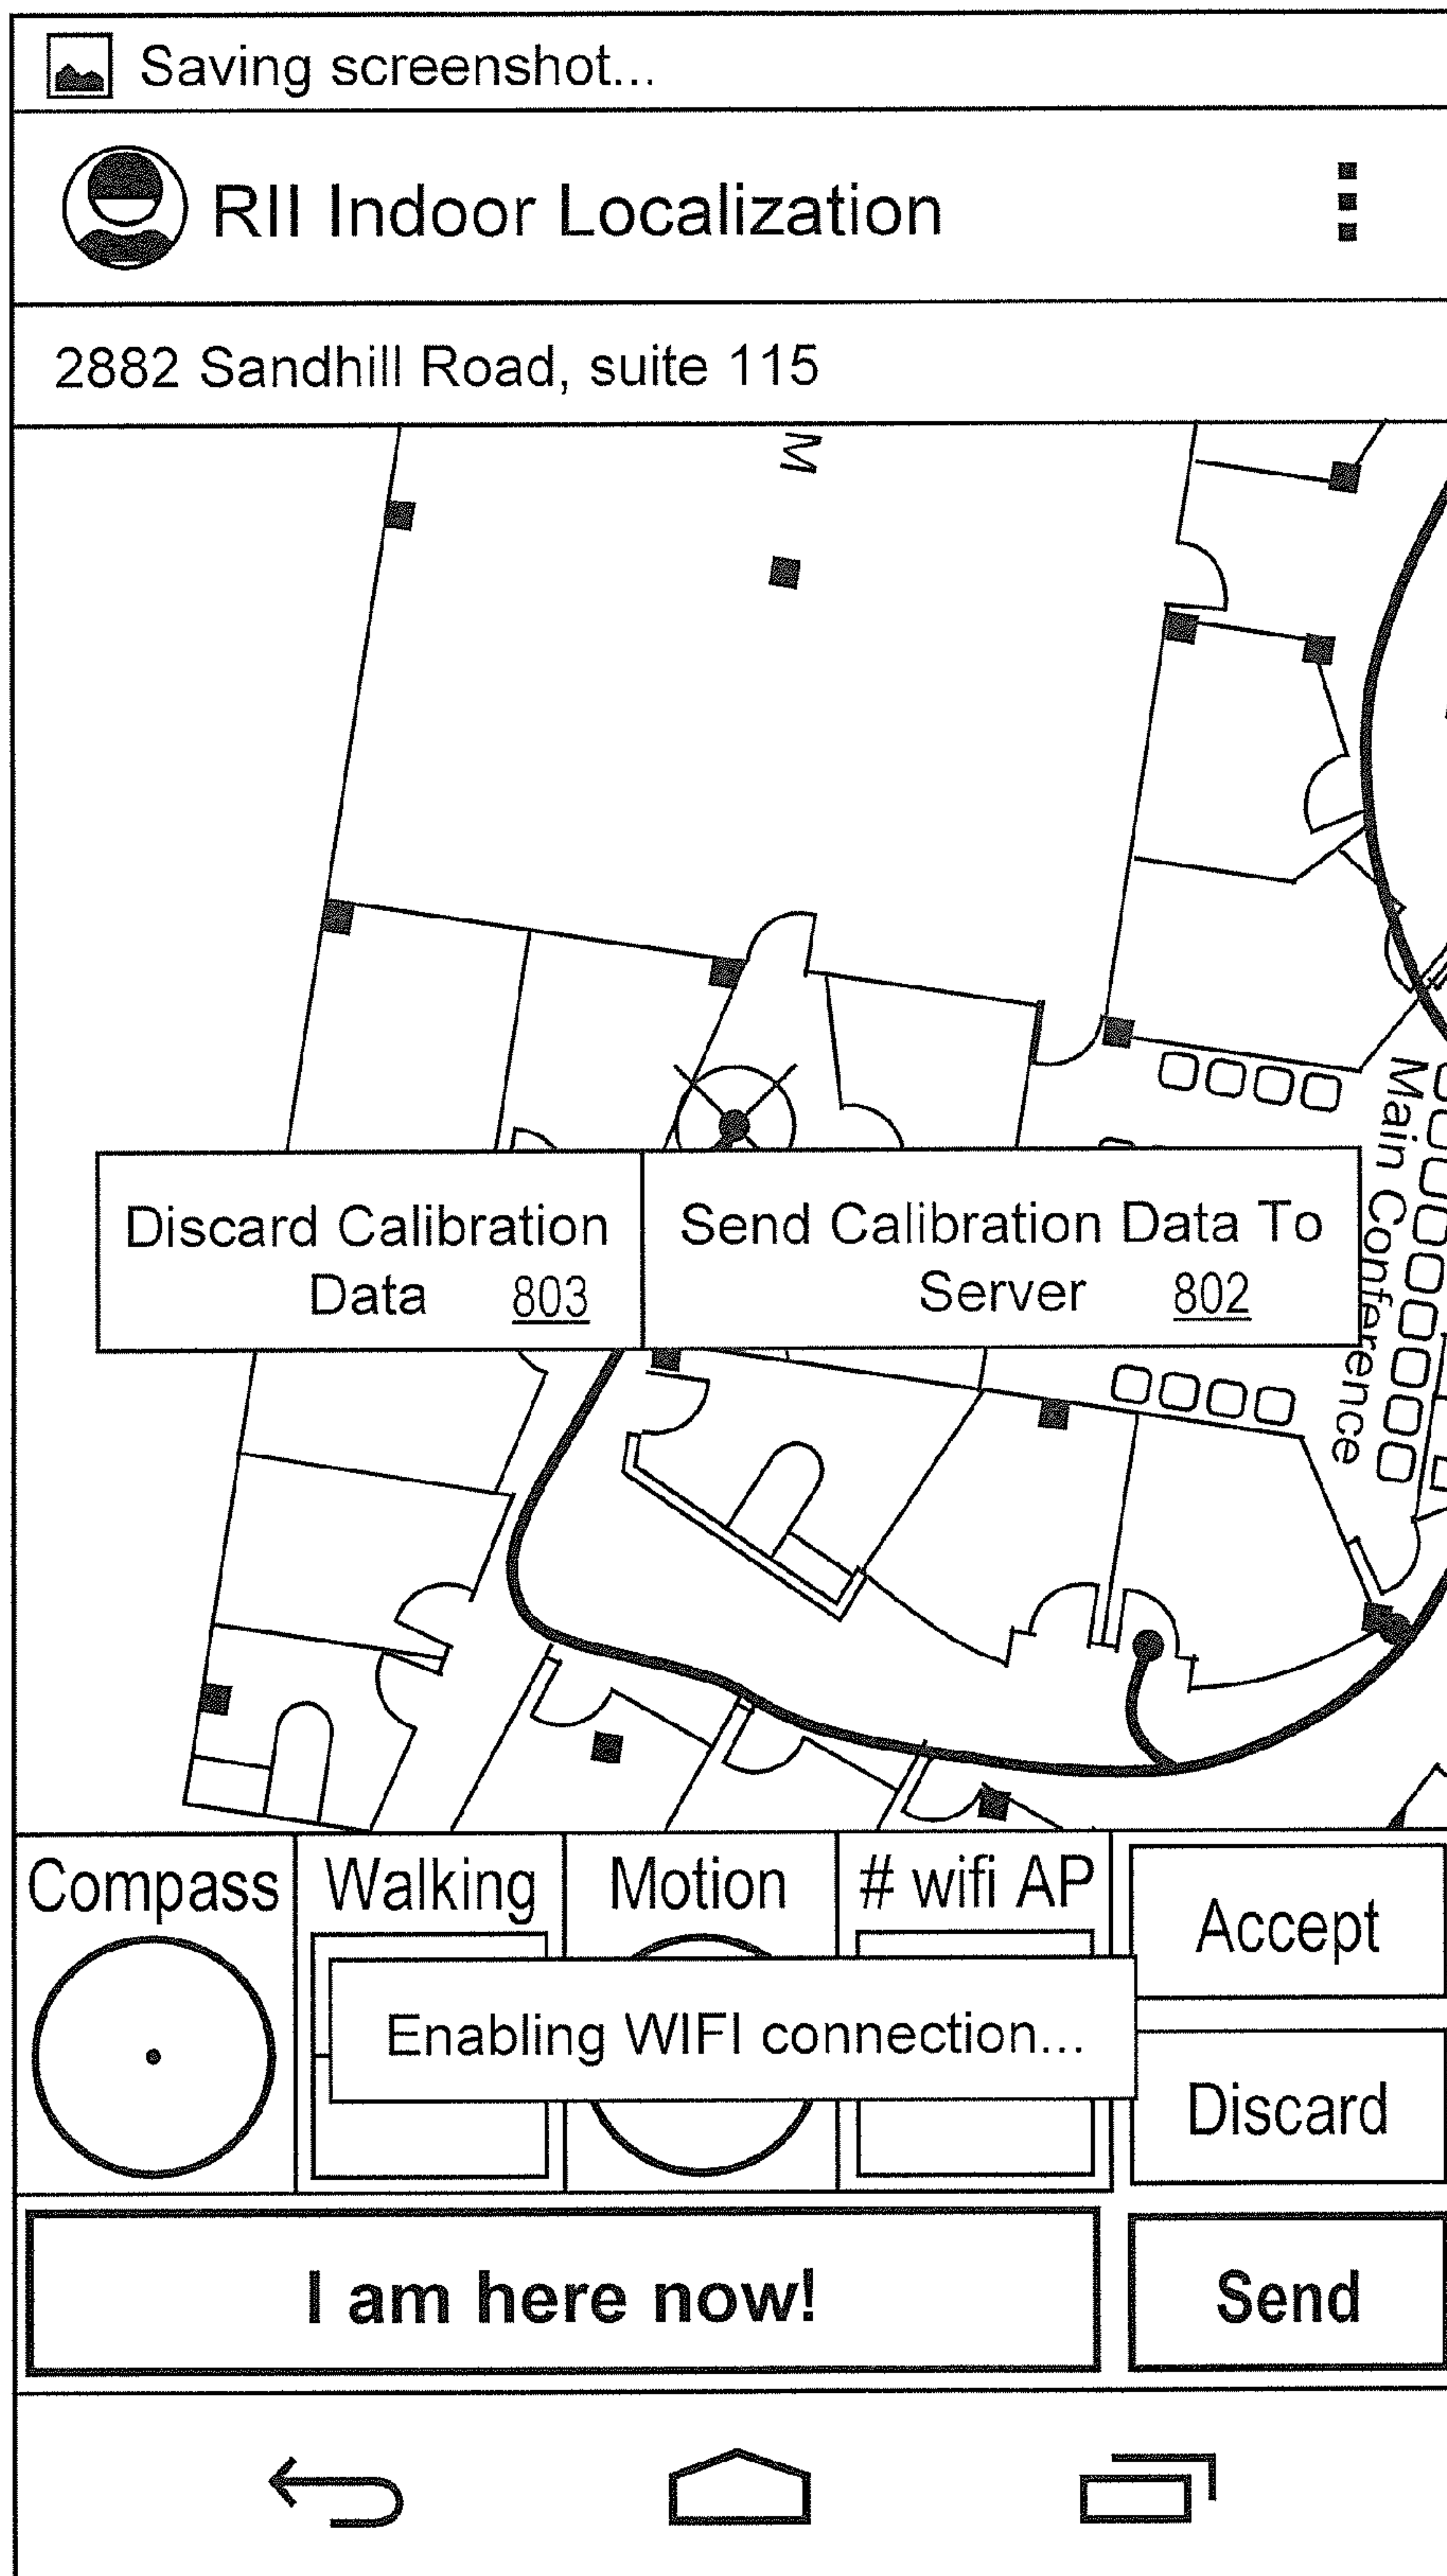 Saving screenshot...
RII Indoor Localization
2882 Sandhill Road, suite 115
M
Main Conference
Discard Calibration
Data 803
Send Calibration Data To
Server 802
Compass
Walking
Motion
# wifi AP
Accept
Enabling WIFI connection...
Discard
I am here now!
Send